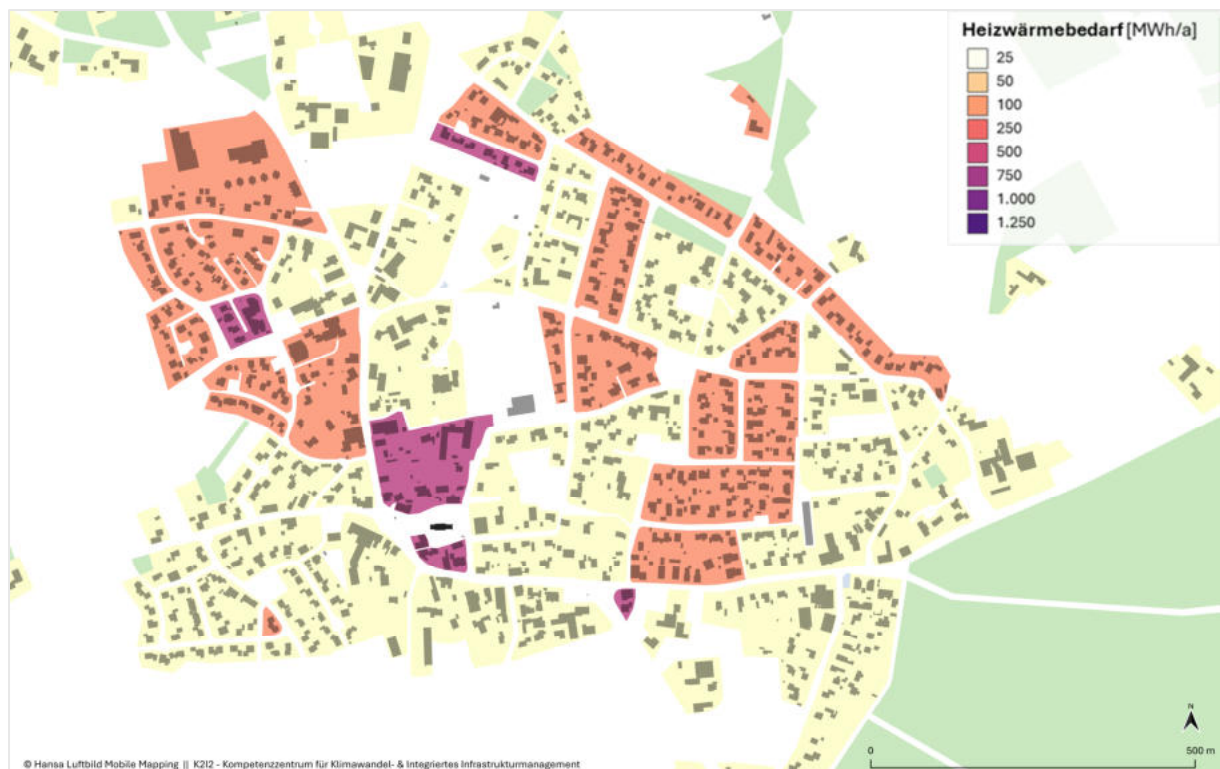 Heizwärmebedarf [MWh/a]
25
50
100
250
500
750
1.000
1.250
N
0 500 m
© Hansa Luftbild Mobile Mapping || K2I2 - Kompetenzzentrum für Klimawandel- & Integriertes Infrastrukturmanagement